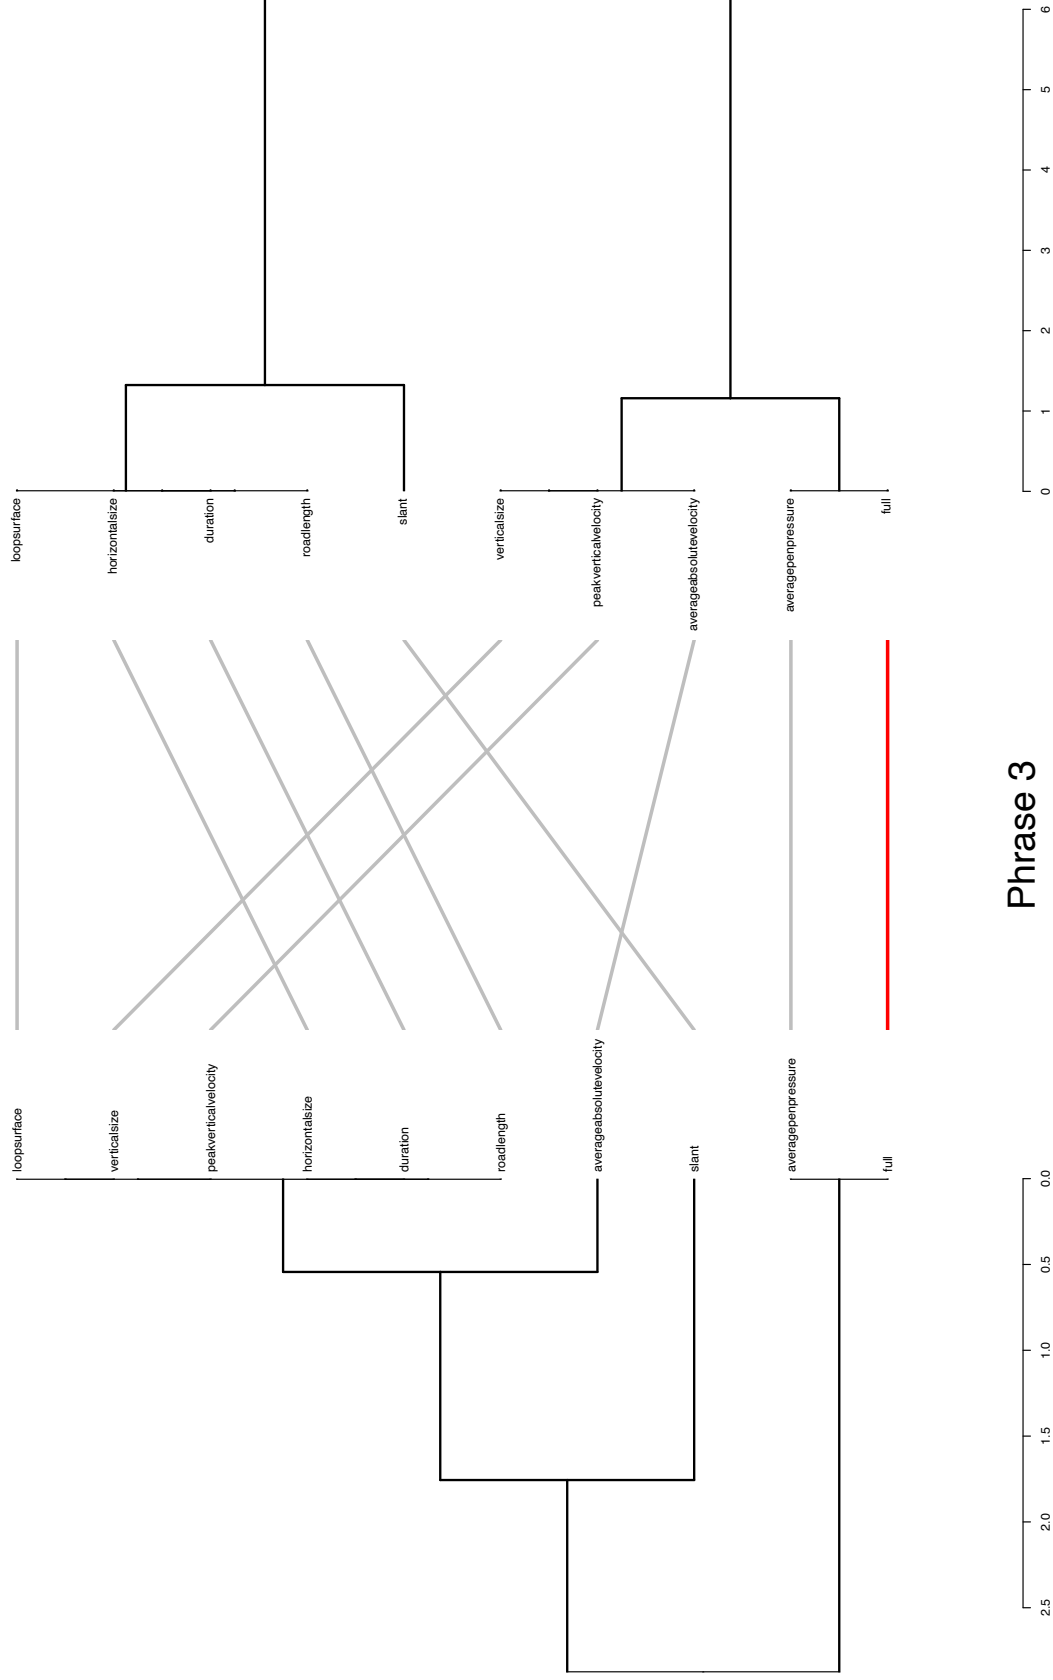 loopsurface
horizontalsize
duration
roadlength
slant
verticalsize
peakverticalvelocity
averageabsolutevelocity
averagepenpressure
full
0
1
2
3
4
5
6
Phrase 3
loopsurface
verticalsize
peakverticalvelocity
horizontalsize
duration
roadlength
averageabsolutevelocity
slant
averagepenpressure
full
2.5
2.0
1.5
1.0
0.5
0.0